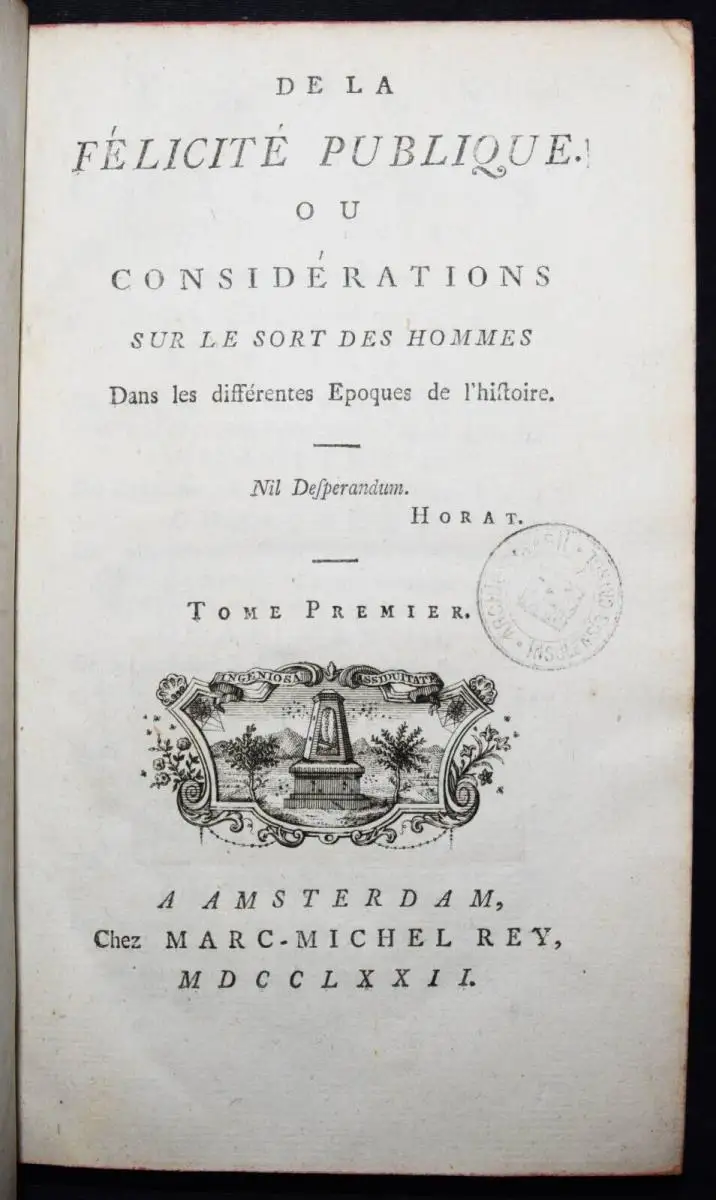 DE LA
FÉLICITÉ PUBLIQUE.
OU
CONSIDÉRATIONS
SUR LE SORT DES HOMMES
Dans les différentes Epoques de l'hiſtoire.
Nil Deſperandum.
HORAT.
TOME PREMIER.
INGENIOSA ASSIDUITATE
A AMSTERDAM,
Chez MARC-MICHEL REY,
MDCCLXXII.